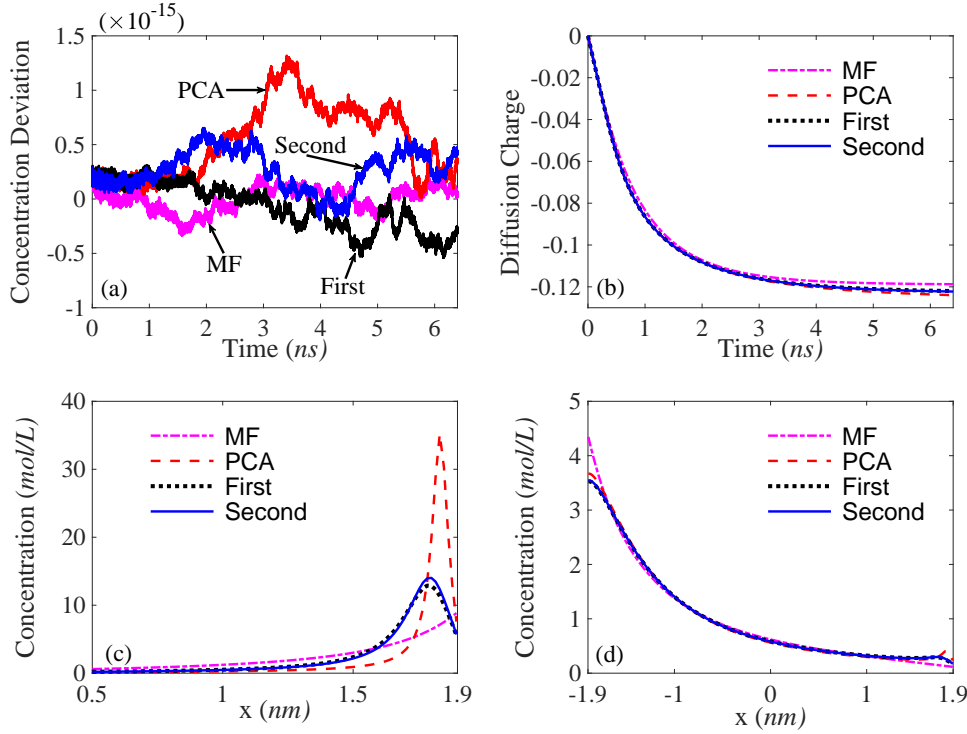 (×10⁻¹⁵)
Concentration Deviation
1.5
1
0.5
0
-0.5
-1
PCA
Second
MF
First
(a)
0 1 2 3 4 5 6
Time (ns)
Diffusion Charge
0
-0.02
-0.04
-0.06
-0.08
-0.1
-0.12
MF
PCA
First
Second
(b)
0 1 2 3 4 5 6
Time (ns)
Concentration (mol/L)
40
30
20
10
0
MF
PCA
First
Second
(c)
0.5 1 1.5 1.9
x (nm)
Concentration (mol/L)
5
4
3
2
1
0
MF
PCA
First
Second
(d)
-1.9 -1 0 1 1.9
x (nm)